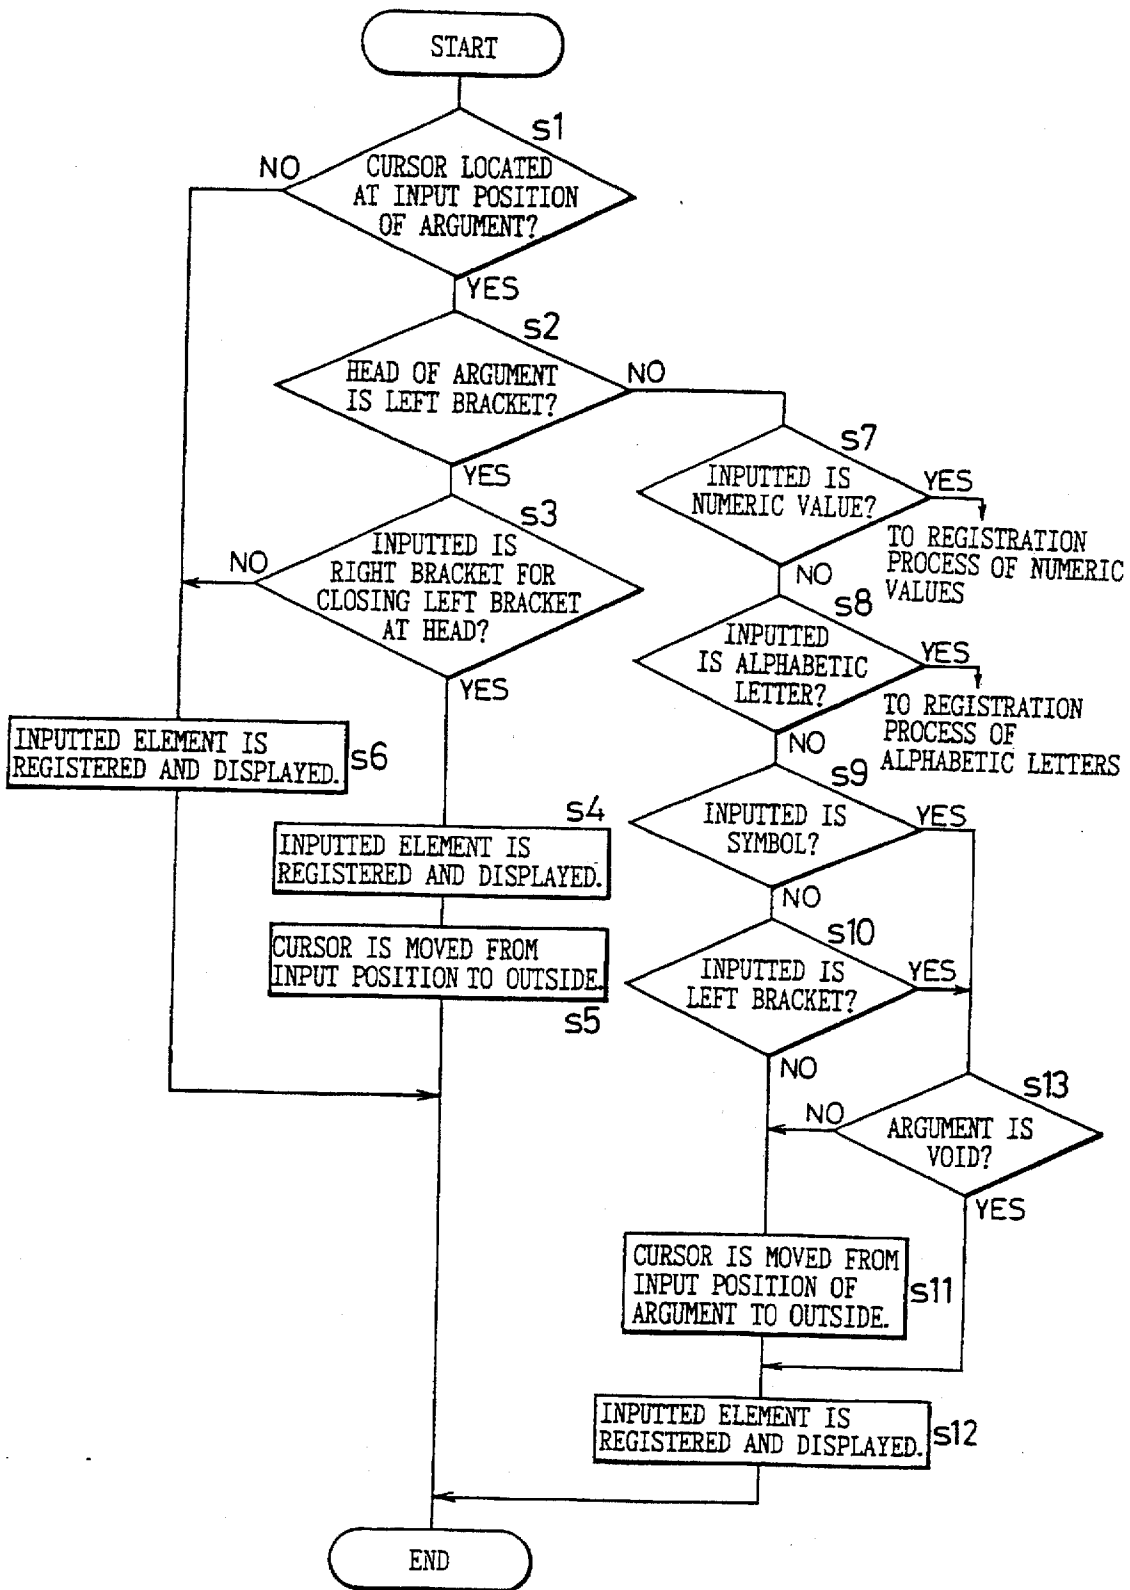 START
s1
NO
CURSOR LOCATED
AT INPUT POSITION
OF ARGUMENT?
YES
s2
HEAD OF ARGUMENT
IS LEFT BRACKET?
NO
YES
s3
INPUTTED IS
RIGHT BRACKET FOR
CLOSING LEFT BRACKET
AT HEAD?
NO
YES
INPUTTED ELEMENT IS
REGISTERED AND DISPLAYED.
s6
s4
INPUTTED ELEMENT IS
REGISTERED AND DISPLAYED.
CURSOR IS MOVED FROM
INPUT POSITION TO OUTSIDE.
s5
s7
INPUTTED IS
NUMERIC VALUE?
YES
TO REGISTRATION
PROCESS OF NUMERIC
VALUES
NO
s8
INPUTTED
IS ALPHABETIC
LETTER?
YES
TO REGISTRATION
PROCESS OF
ALPHABETIC LETTERS
NO
s9
INPUTTED IS
SYMBOL?
YES
NO
s10
INPUTTED IS
LEFT BRACKET?
YES
NO
s13
ARGUMENT IS
VOID?
NO
YES
CURSOR IS MOVED FROM
INPUT POSITION OF
ARGUMENT TO OUTSIDE.
s11
INPUTTED ELEMENT IS
REGISTERED AND DISPLAYED.
s12
END